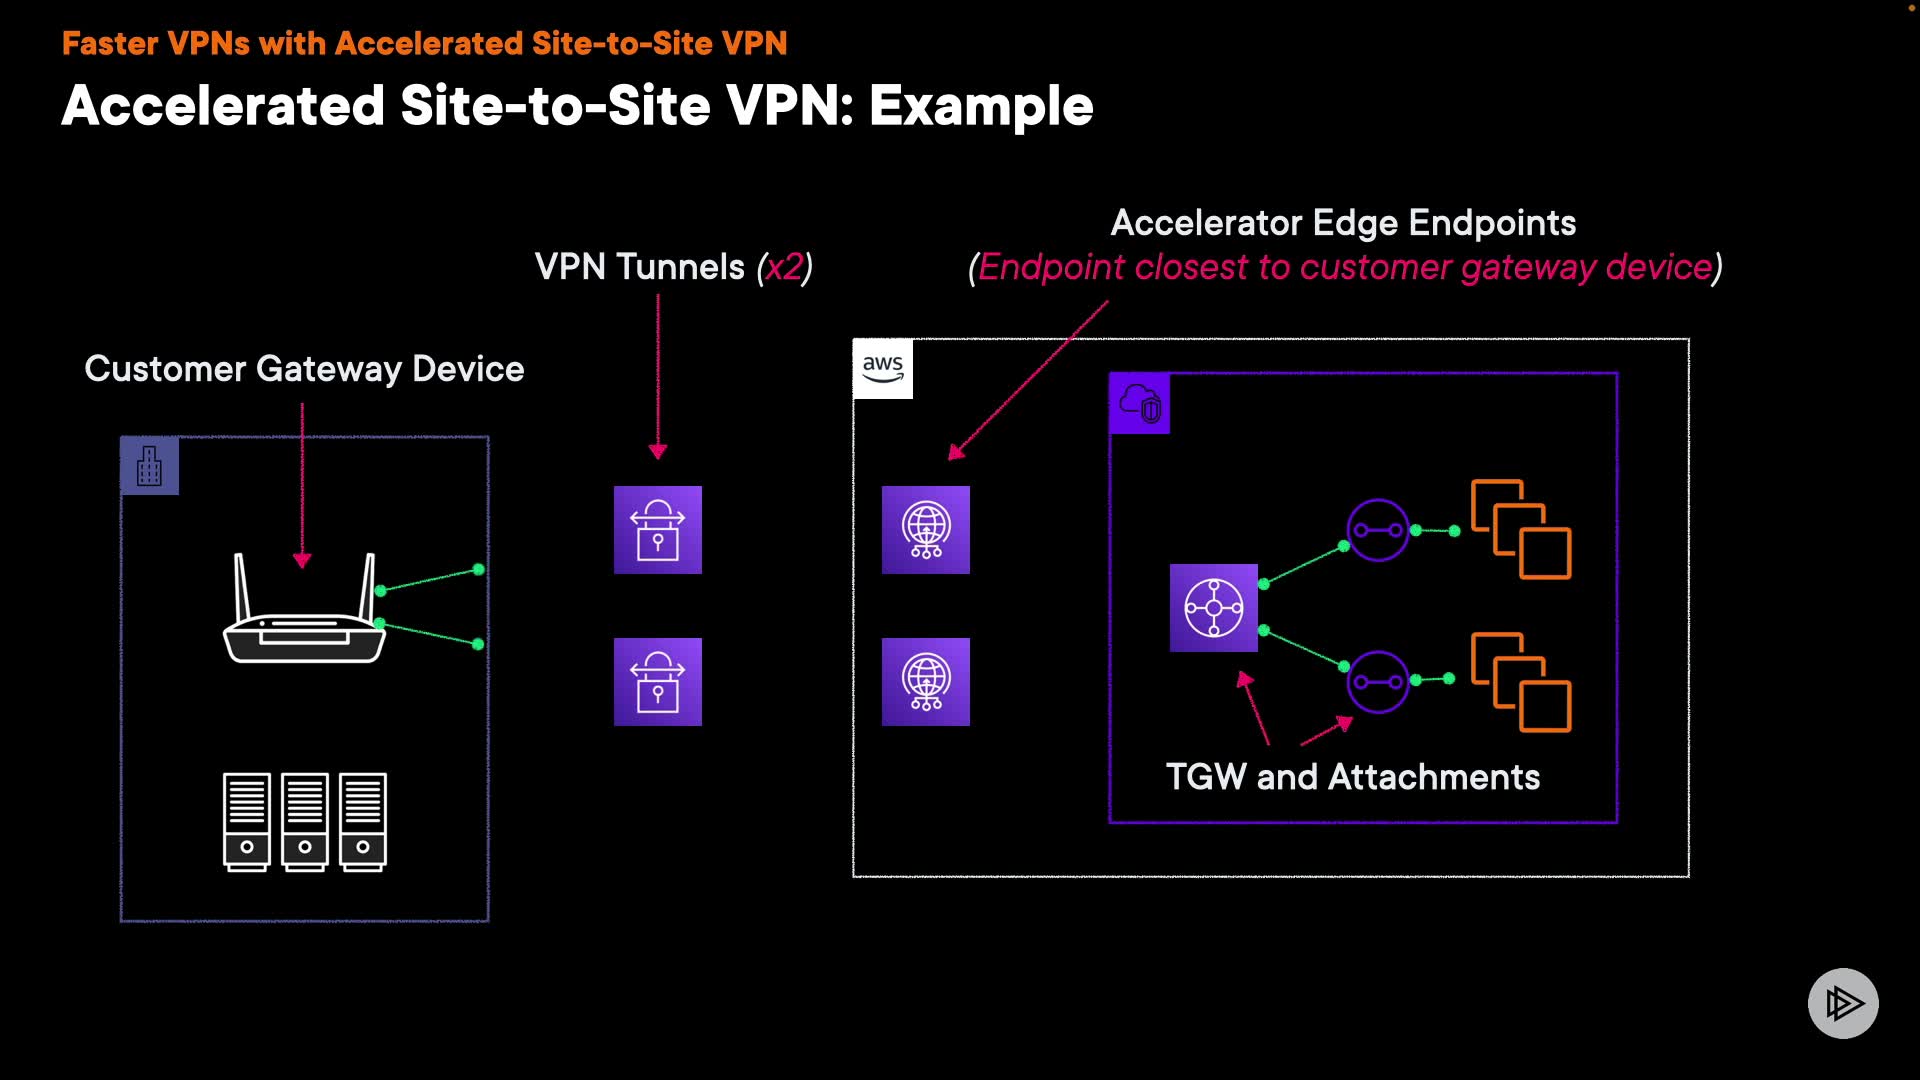 Faster VPNs with Accelerated Site-to-Site VPN
Accelerated Site-to-Site VPN: Example
Accelerator Edge Endpoints
(Endpoint closest to customer gateway device)
VPN Tunnels (x2)
Customer Gateway Device
aws
TGW and Attachments